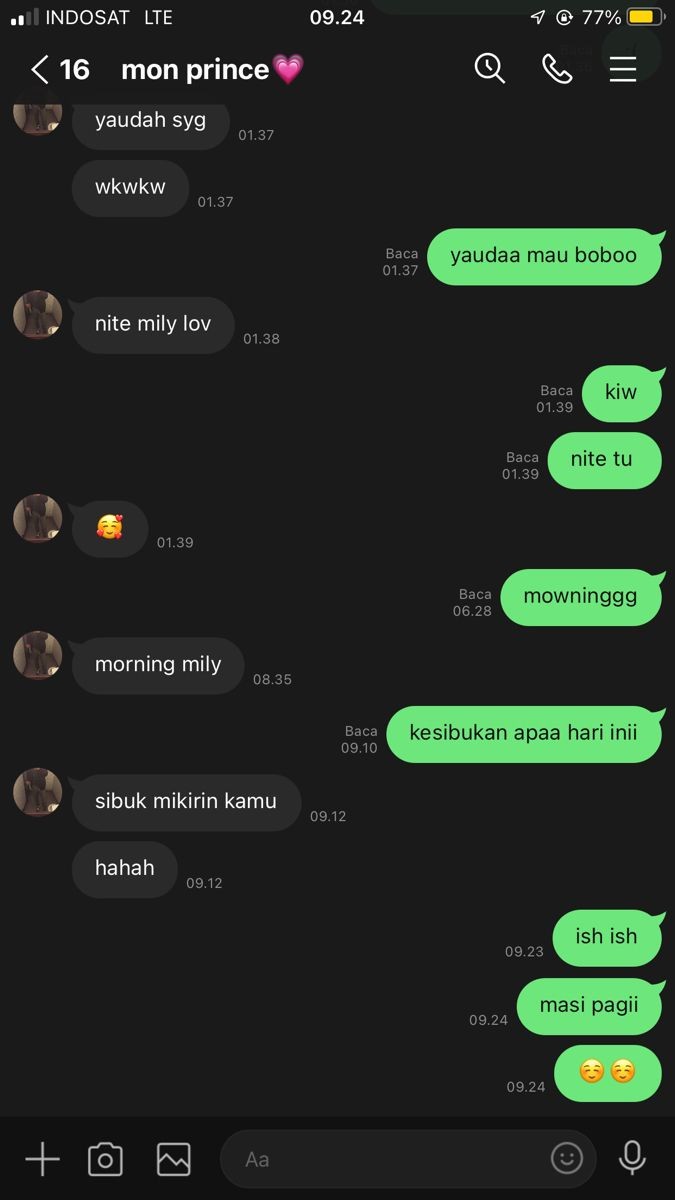 INDOSAT LTE 09.24 77%
16 mon prince💗
yaudah syg
01.37
wkwkw
01.37
Baca
01.37
yaudaa mau boboo
nite mily lov
01.38
Baca
01.39
kiw
Baca
01.39
nite tu
🥰
01.39
Baca
06.28
mowninggg
morning mily
08.35
Baca
09.10
kesibukan apaa hari inii
sibuk mikirin kamu
09.12
hahah
09.12
09.23
ish ish
09.24
masi pagii
09.24
☺️☺️
Aa